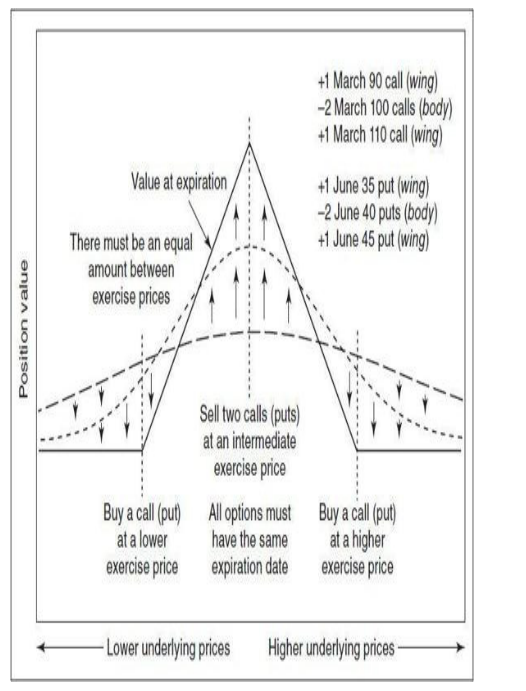 +1 March 90 call (wing)
−2 March 100 calls (body)
+1 March 110 call (wing)
+1 June 35 put (wing)
−2 June 40 puts (body)
+1 June 45 put (wing)
Value at expiration
There must be an equal
amount between
exercise prices
Position value
Sell two calls (puts)
at an intermediate
exercise price
Buy a call (put)
at a lower
exercise price
All options must
have the same
expiration date
Buy a call (put)
at a higher
exercise price
Lower underlying prices
Higher underlying prices